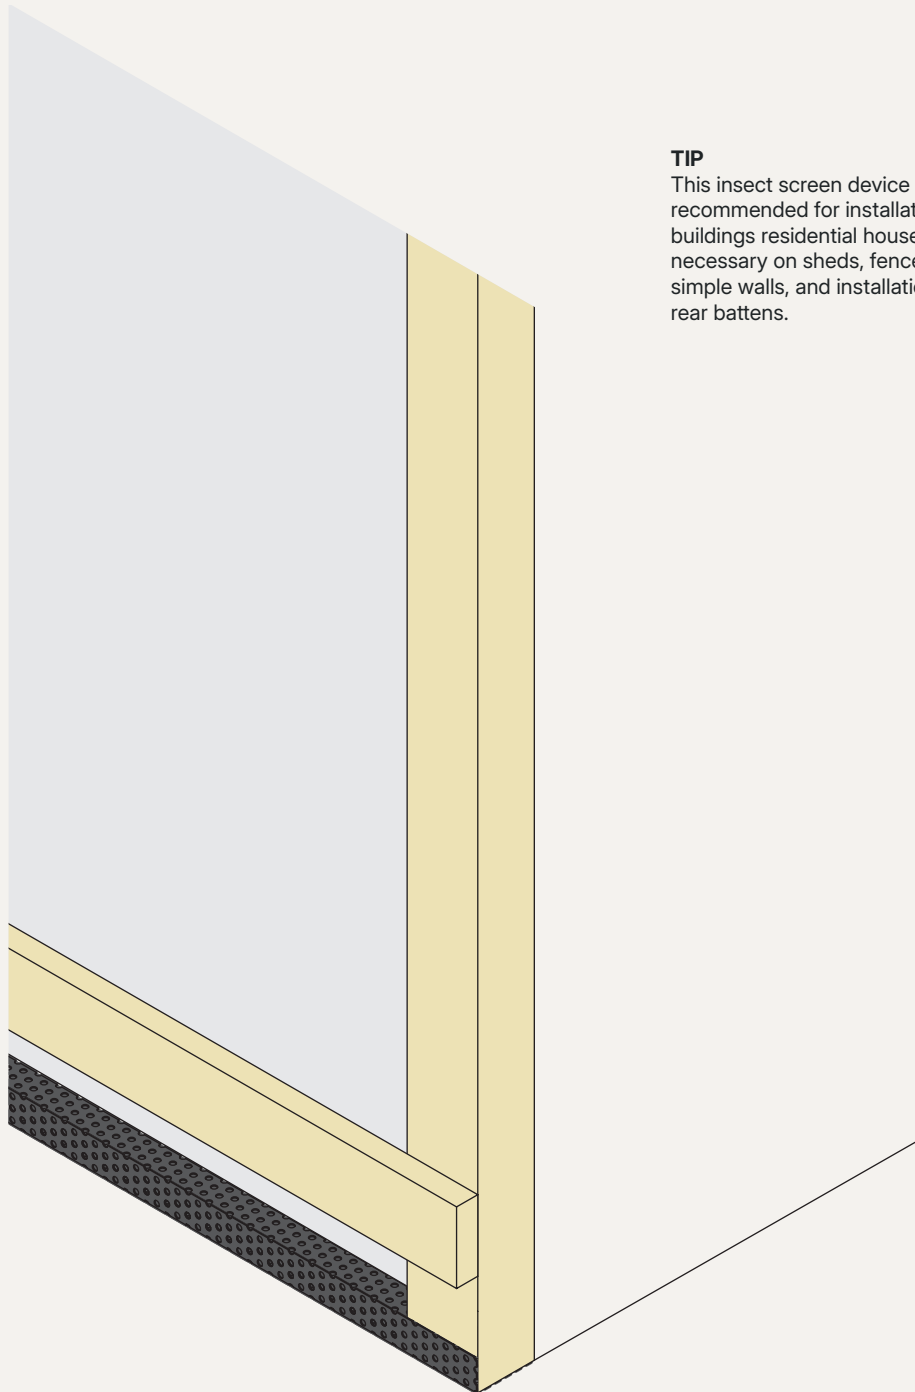 TIP
This insect screen device
recommended for installat
buildings residential house
necessary on sheds, fence
simple walls, and installatio
rear battens.